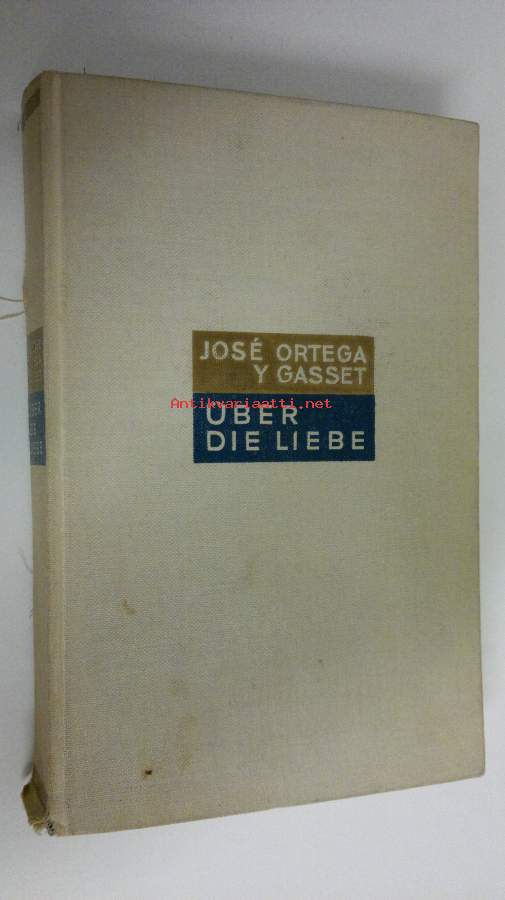 JOSÉ ORTEGA
Y GASSET
Antikvariaatti.net
ÜBER
DIE LIEBE